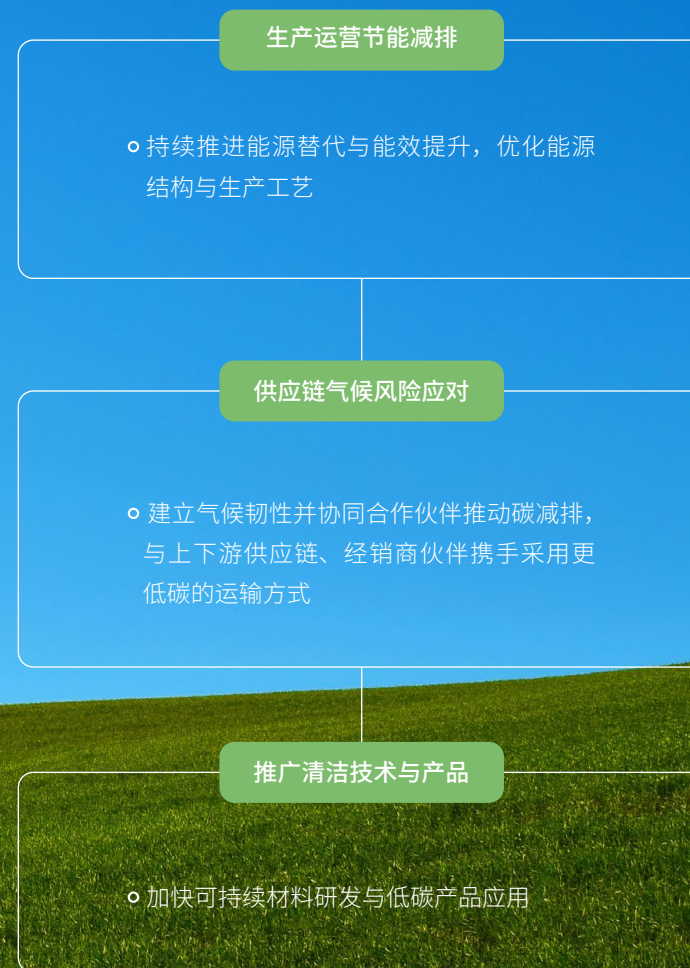 生产运营节能减排
持续推进能源替代与能效提升，优化能源
结构与生产工艺
供应链气候风险应对
建立气候韧性并协同合作伙伴推动碳减排，
与上下游供应链、经销商伙伴携手采用更
低碳的运输方式
推广清洁技术与产品
加快可持续材料研发与低碳产品应用